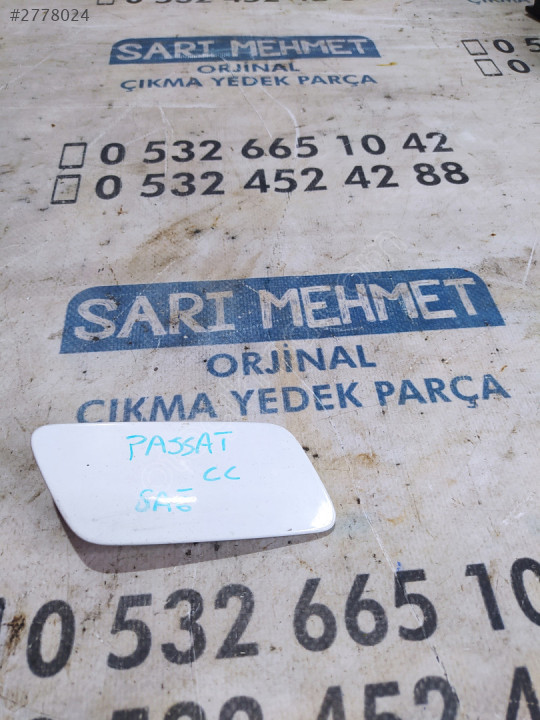 #2778024
SARI MEHMET
ORJİNAL
ÇIKMA YEDEK PARÇA
0 532 665 10 42
0 532 452 42 88
SARI MEHMET
ORJİNAL
ÇIKMA YEDEK PARÇA
PASSAT
CC
SAĞ
0 532 665 10